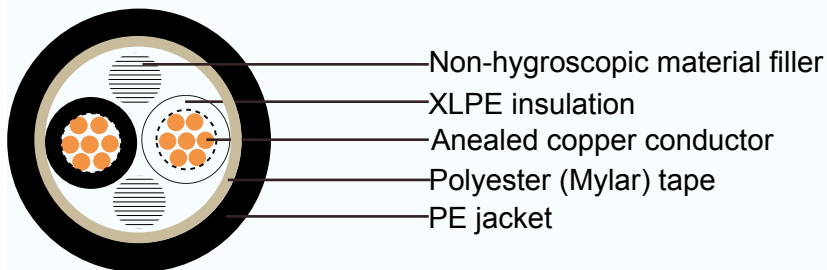 Non-hygroscopic material filler
XLPE insulation
Anealed copper conductor
Polyester (Mylar) tape
PE jacket